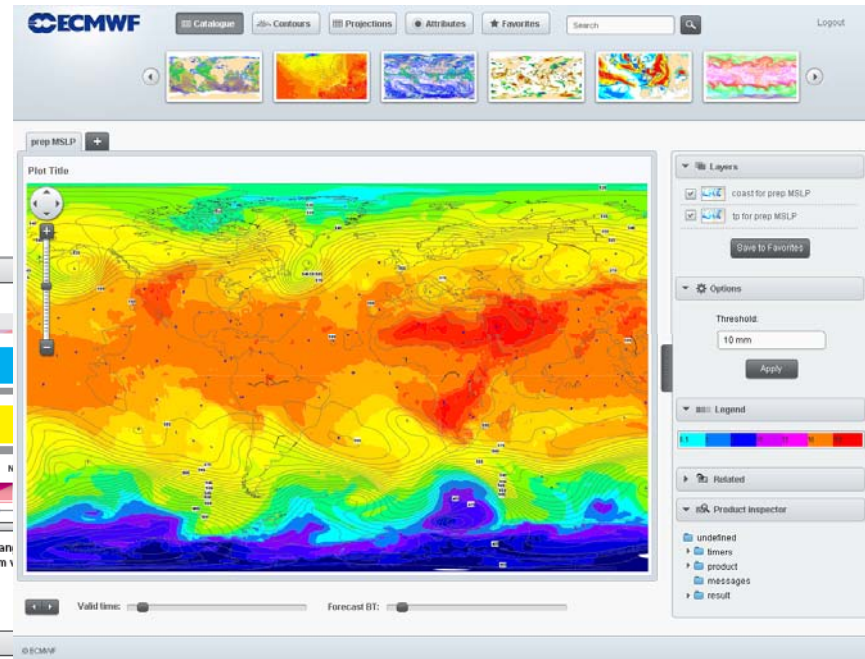 ECMWF
Catalogue
Contours
Projections
Attributes
Favorites
Search
Logout
prep MSLP
+
Plot Title
Layers
coast for prep MSLP
tp for prep MSLP
Save to Favorites
Options
Threshold:
10 mm
Apply
Legend
Related
Product inspector
undefined
timers
product
messages
result
Valid time:
Forecast BT:
© ECMWF